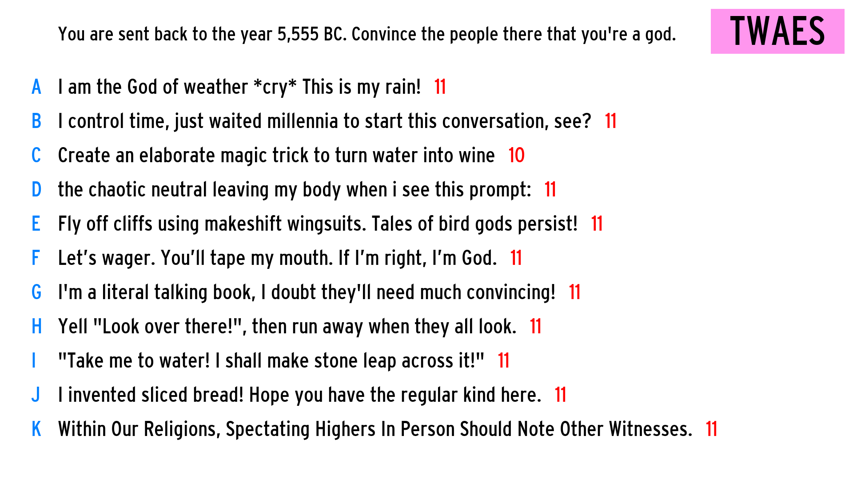 You are sent back to the year 5,555 BC. Convince the people there that you're a god. TWAES
A I am the God of weather *cry* This is my rain! 11
B I control time, just waited millennia to start this conversation, see? 11
C Create an elaborate magic trick to turn water into wine 10
D the chaotic neutral leaving my body when i see this prompt: 11
E Fly off cliffs using makeshift wingsuits. Tales of bird gods persist! 11
F Let’s wager. You’ll tape my mouth. If I’m right, I’m God. 11
G I'm a literal talking book, I doubt they'll need much convincing! 11
H Yell "Look over there!", then run away when they all look. 11
I "Take me to water! I shall make stone leap across it!" 11
J I invented sliced bread! Hope you have the regular kind here. 11
K Within Our Religions, Spectating Highers In Person Should Note Other Witnesses. 11